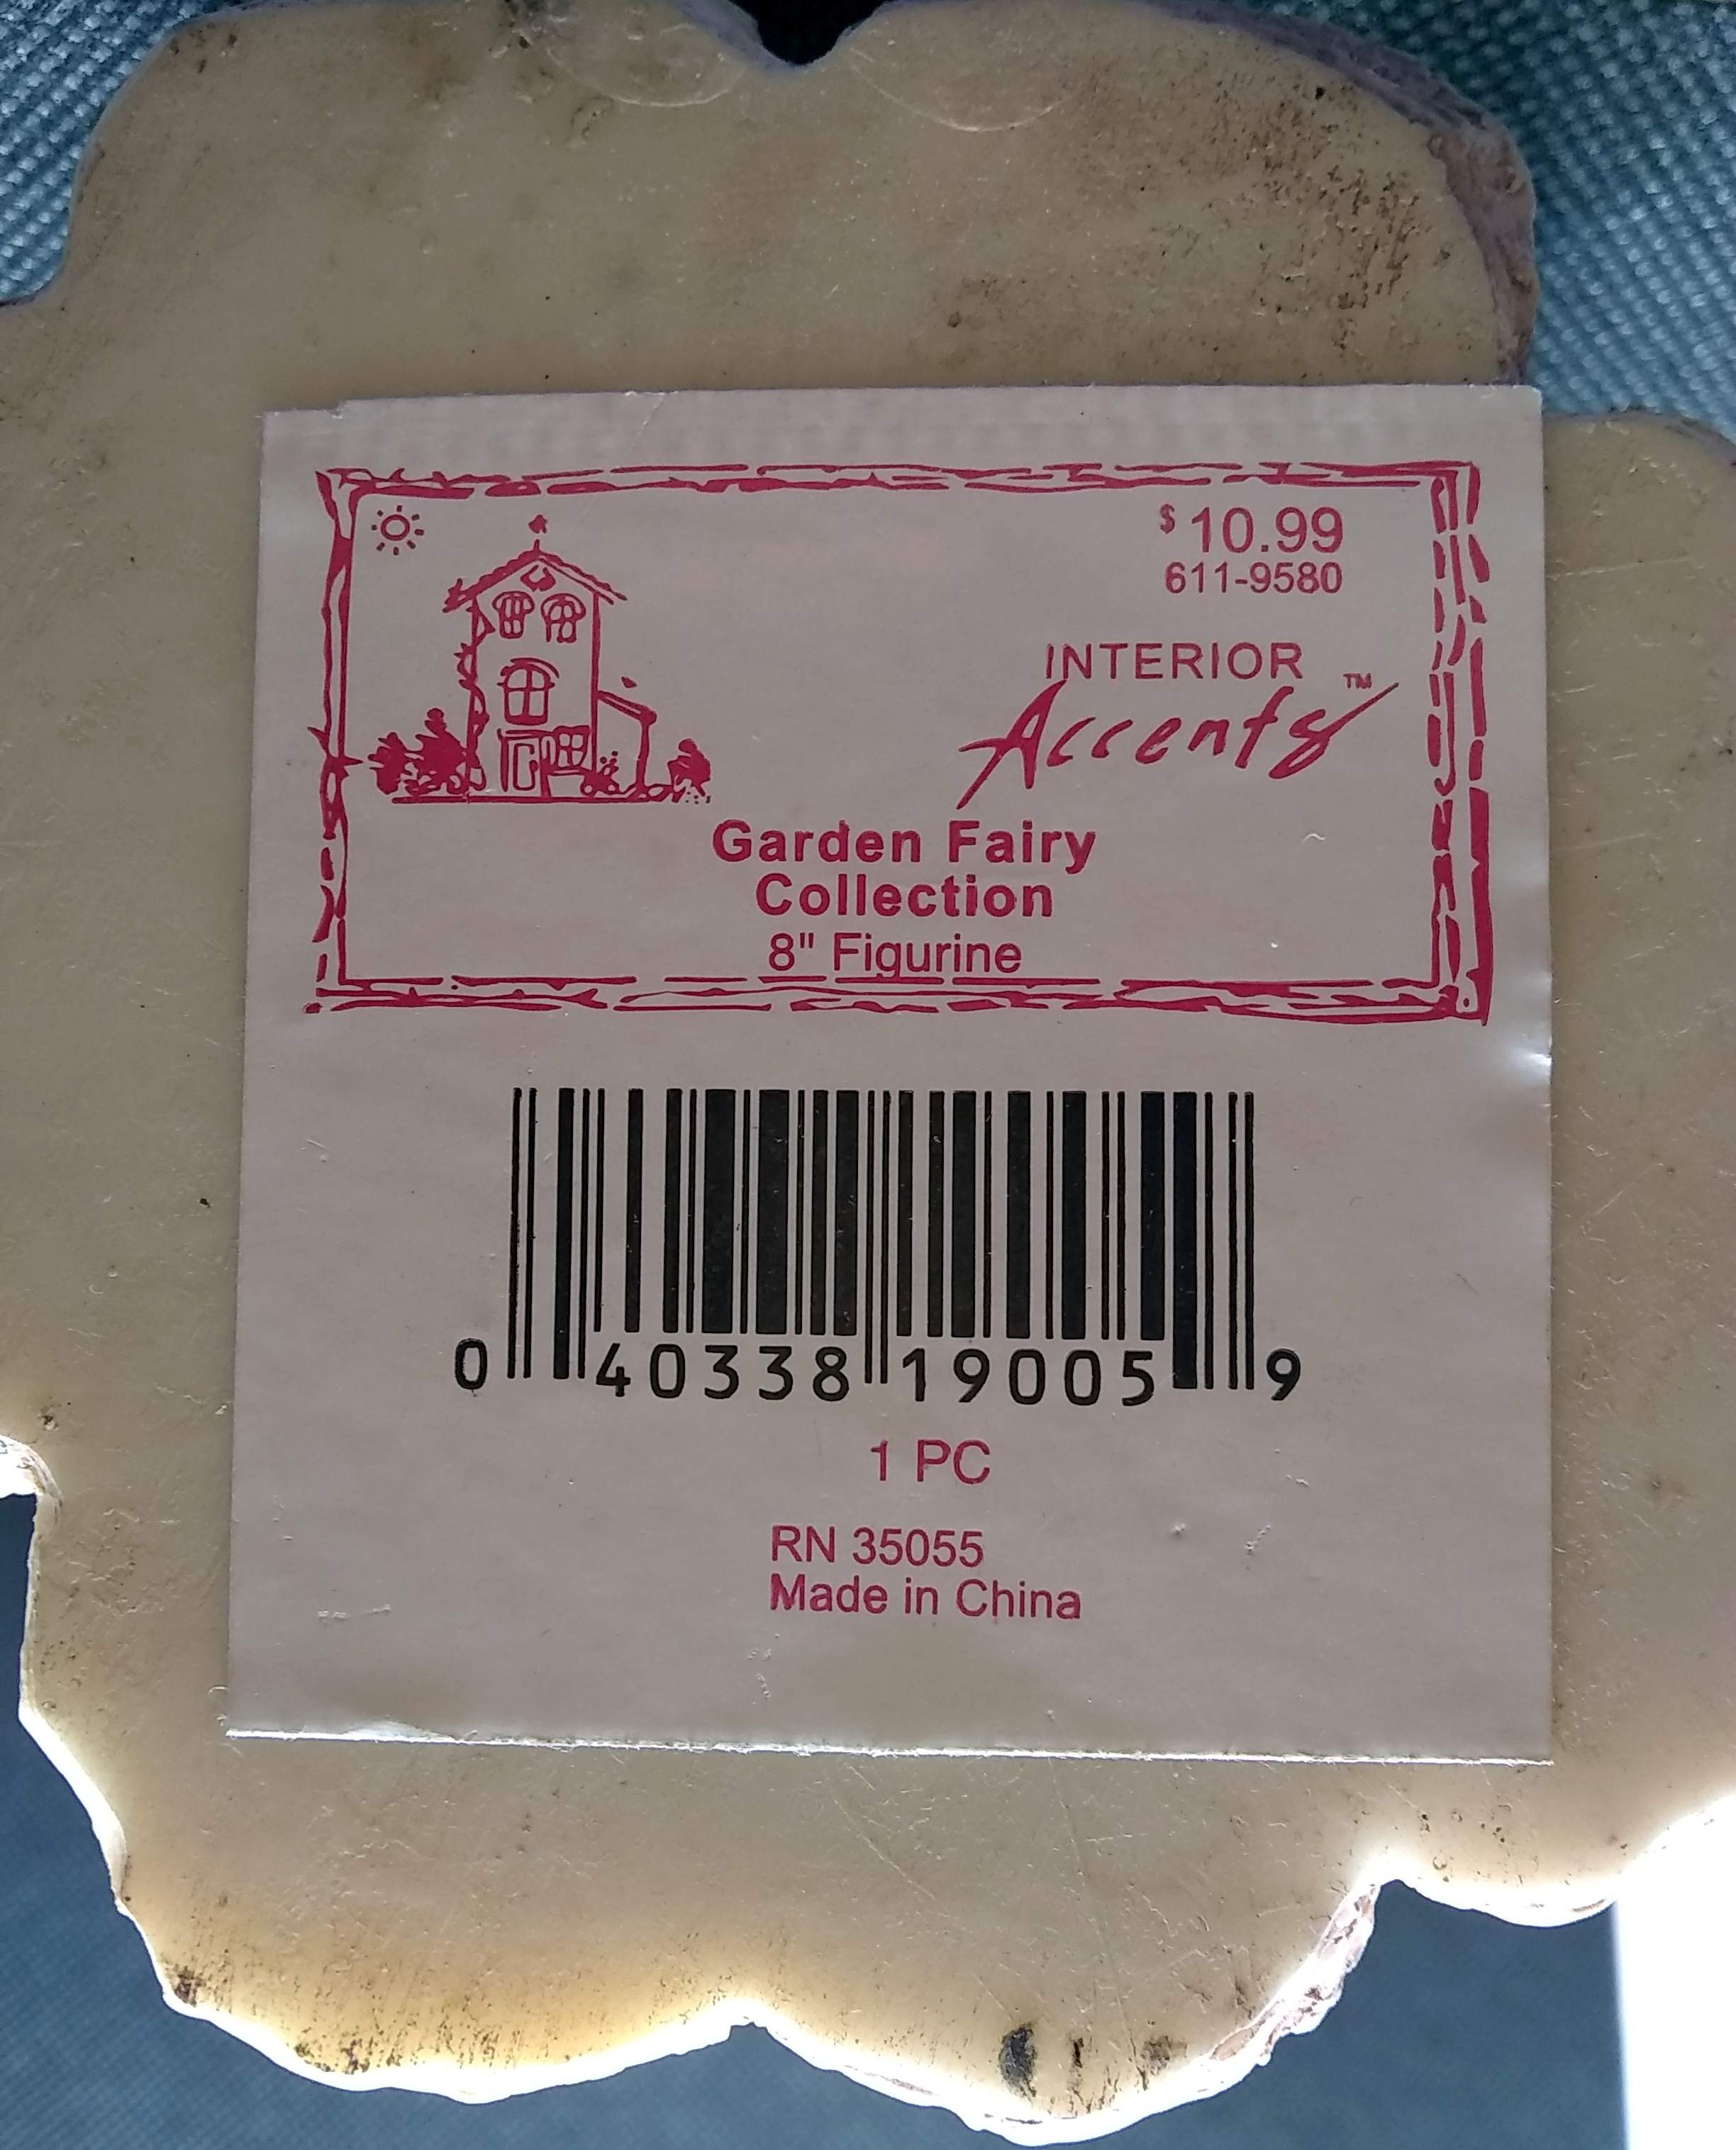 $10.99
611-9580
INTERIOR
Accents™
Garden Fairy
Collection
8" Figurine
0 40338 19005 9
1 PC
RN 35055
Made in China